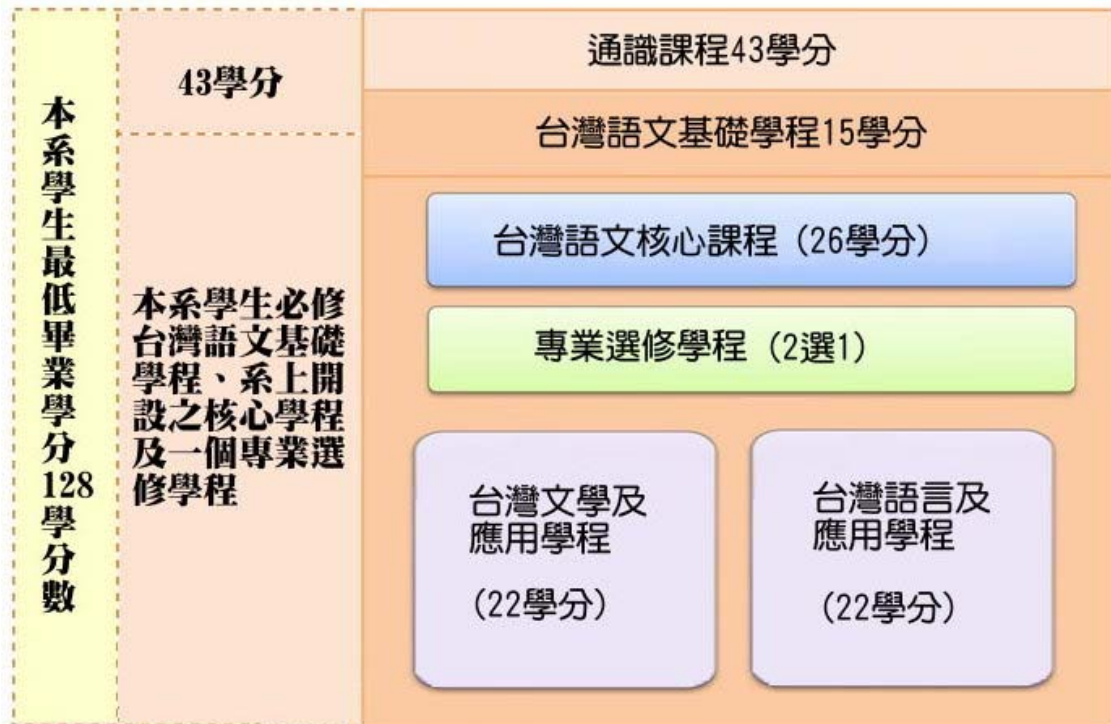 本系學生最低畢業學分128學分數
43學分
本系學生必修
台灣語文基礎
學程、系上開
設之核心學程
及一個專業選
修學程
通識課程43學分
台灣語文基礎學程15學分
台灣語文核心課程（26學分）
專業選修學程（2選1）
台灣文學及
應用學程
（22學分）
台灣語言及
應用學程
（22學分）